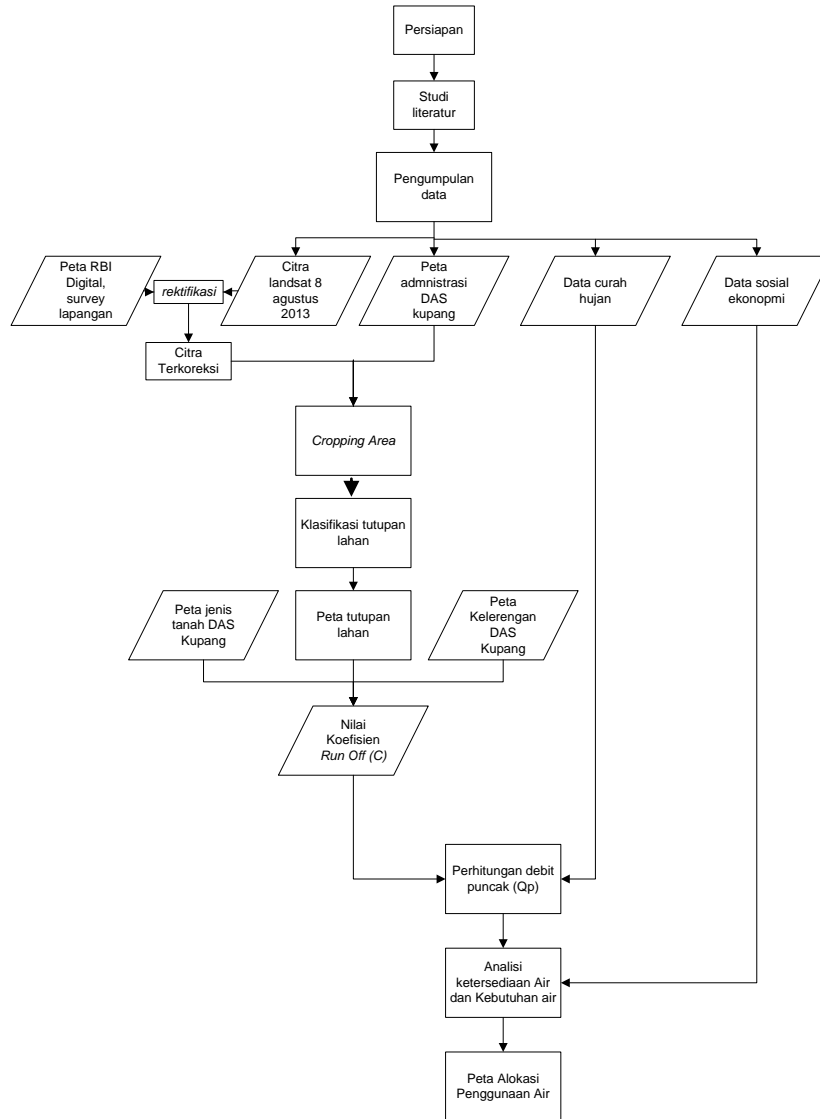 Persiapan
Studi
literatur
Pengumpulan
data
Peta RBI
Digital,
survey
lapangan
rektifikasi
Citra
landsat 8
agustus
2013
Peta
admnistrasi
DAS
kupang
Data curah
hujan
Data sosial
ekonopmi
Citra
Terkoreksi
Cropping Area
Klasifikasi tutupan
lahan
Peta jenis
tanah DAS
Kupang
Peta tutupan
lahan
Peta
Kelerengan
DAS
Kupang
Nilai
Koefisien
Run Off (C)
Perhitungan debit
puncak (Qp)
Analisi
ketersediaan Air
dan Kebutuhan air
Peta Alokasi
Penggunaan Air